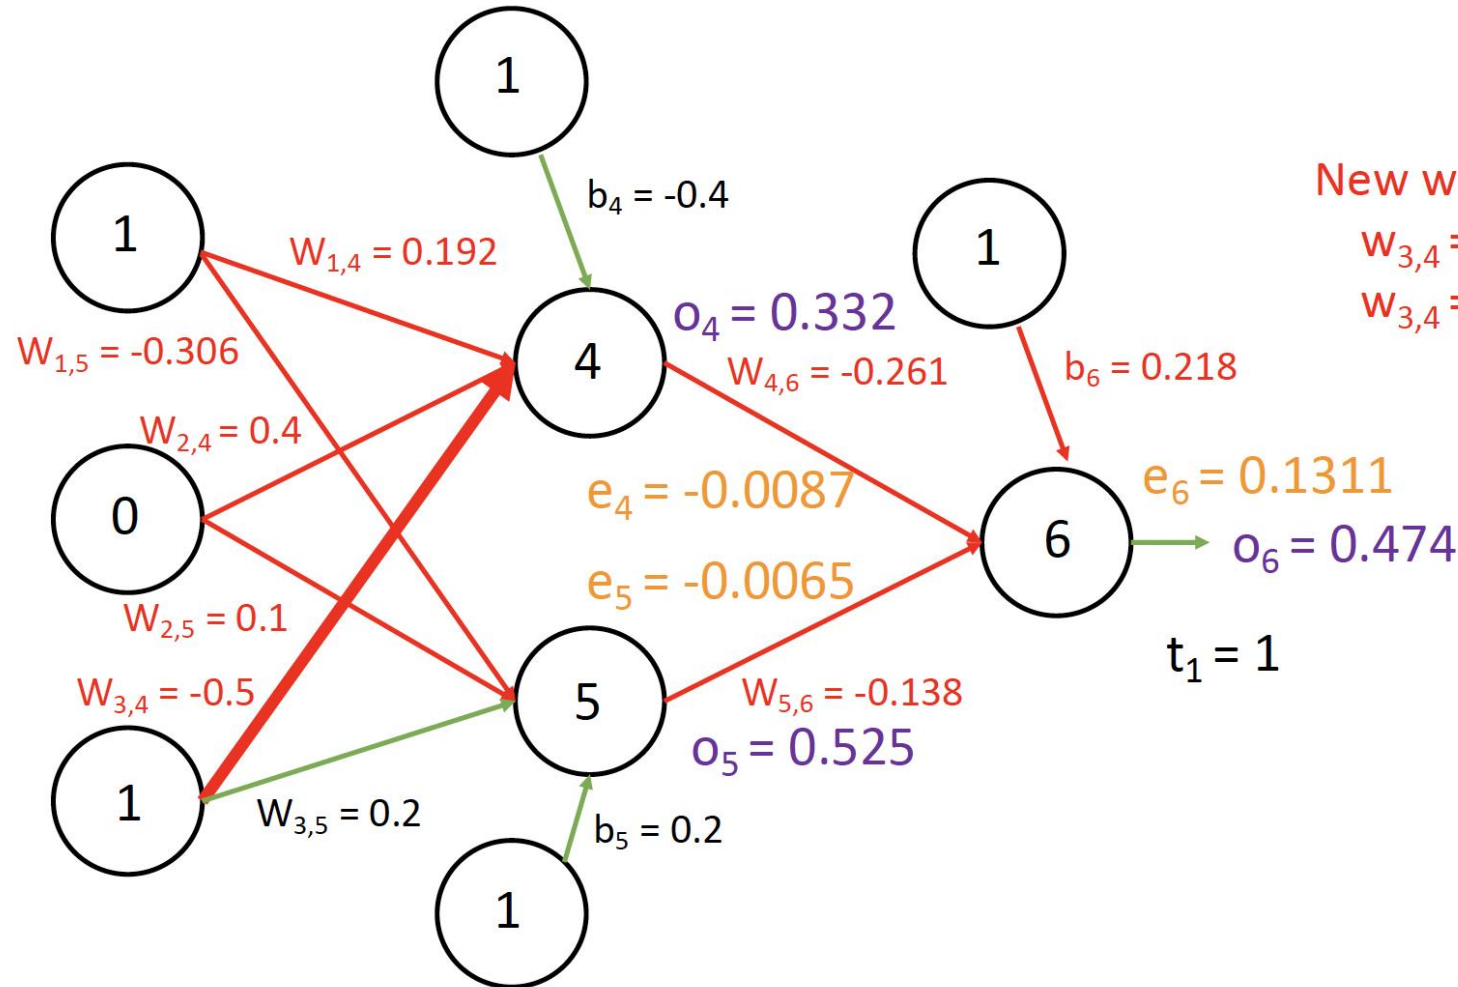 1
b₄ = -0.4
1
1
New w
W₁,₄ = 0.192
w₃,₄ =
o₄ = 0.332
w₃,₄ =
W₁,₅ = -0.306
4
W₄,₆ = -0.261
b₆ = 0.218
W₂,₄ = 0.4
e₄ = -0.0087
e₆ = 0.1311
0
6
o₆ = 0.474
e₅ = -0.0065
W₂,₅ = 0.1
t₁ = 1
W₃,₄ = -0.5
5
W₅,₆ = -0.138
o₅ = 0.525
1
W₃,₅ = 0.2
b₅ = 0.2
1